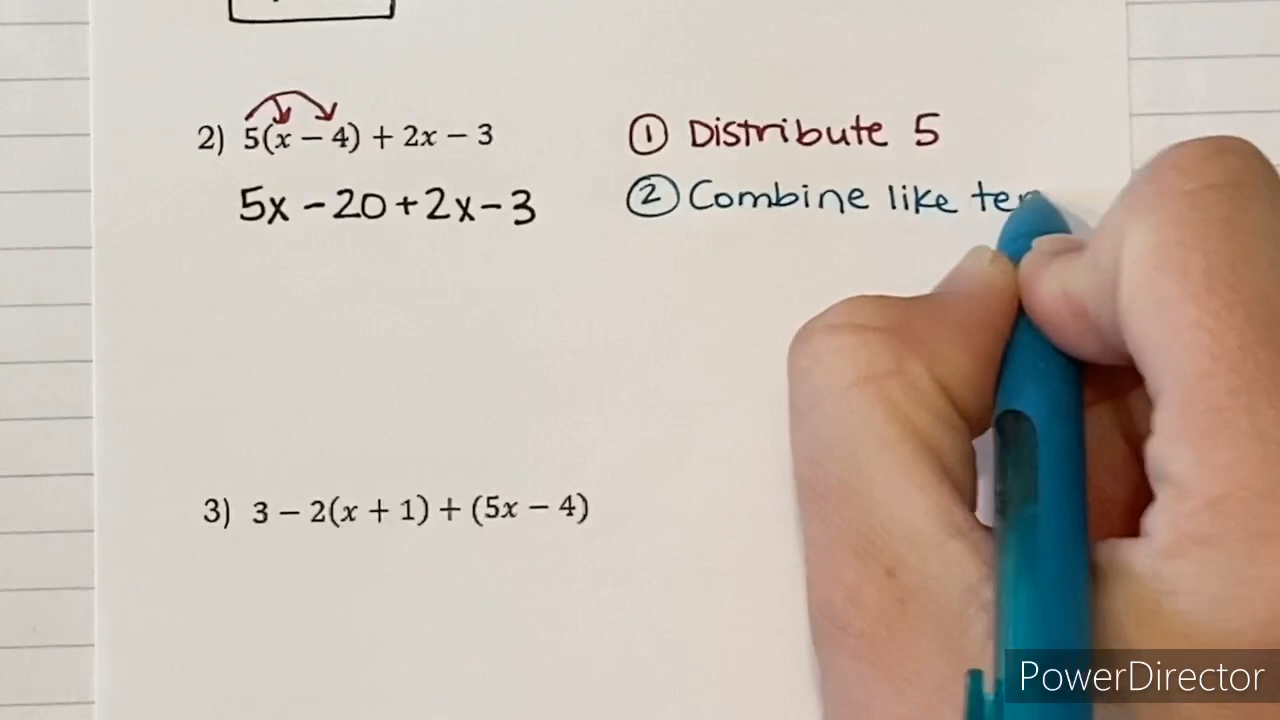 2) 5(x − 4) + 2x − 3
① Distribute 5
5x − 20 + 2x − 3
② Combine like
3) 3 − 2(x + 1) + (5x − 4)
PowerDirector